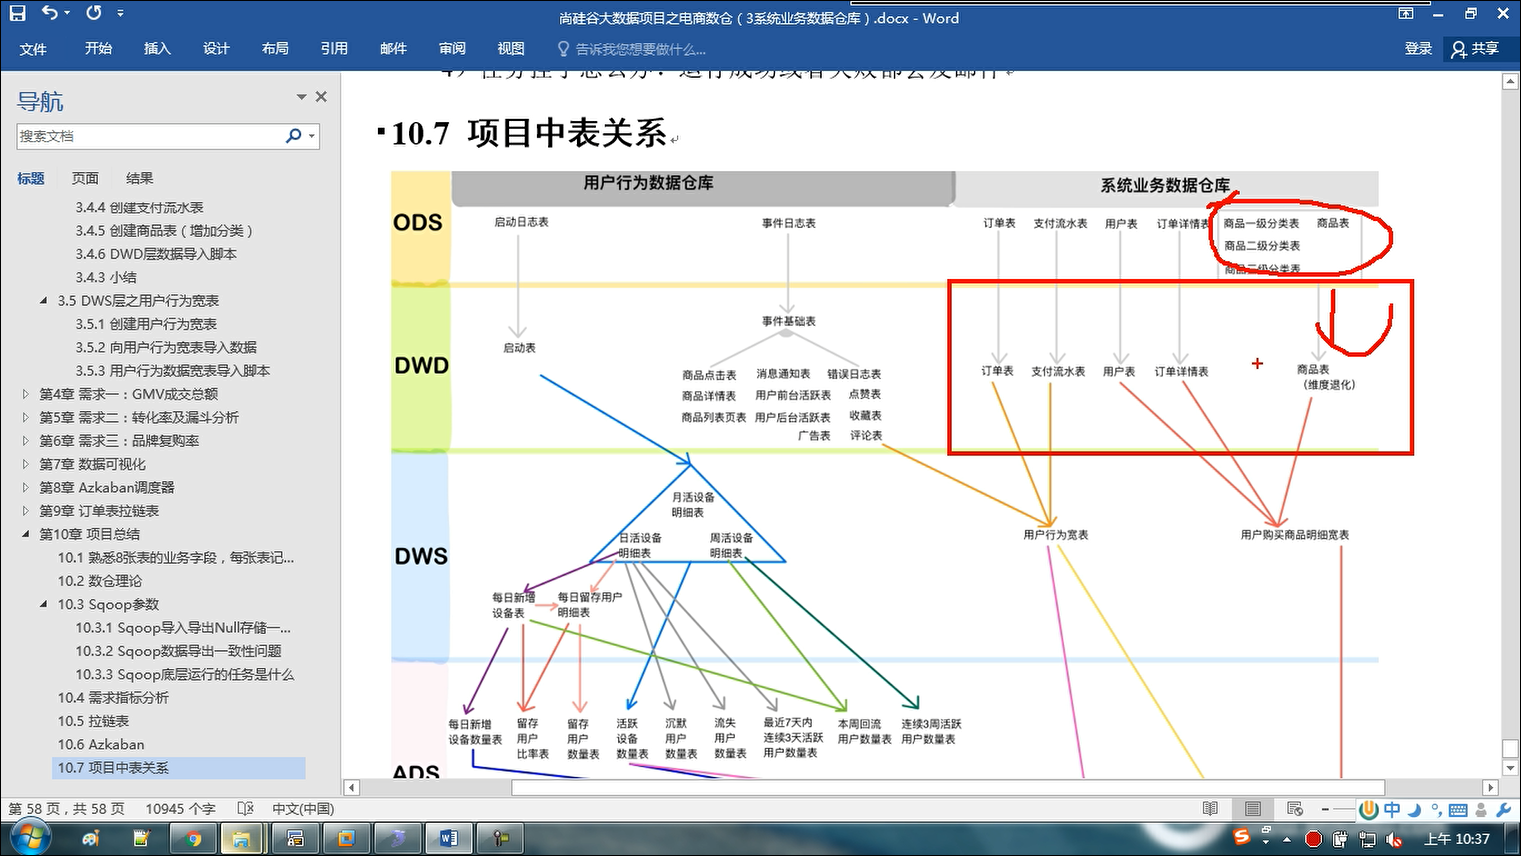 尚硅谷大数据项目之电商数仓（3系统业务数据仓库）.docx - Word
文件 开始 插入 设计 布局 引用 邮件 审阅 视图 告诉我您想要做什么... 登录 共享
导航
搜索文档
标题 页面 结果
3.4.4 创建支付流水表
3.4.5 创建商品表（增加分类）
3.4.6 DWD层数据导入脚本
3.4.3 小结
3.5 DWS层之用户行为宽表
3.5.1 创建用户行为宽表
3.5.2 向用户行为宽表导入数据
3.5.3 用户行为数据宽表导入脚本
第4章 需求一：GMV成交总额
第5章 需求二：转化率及漏斗分析
第6章 需求三：品牌复购率
第7章 数据可视化
第8章 Azkaban调度器
第9章 订单表拉链表
第10章 项目总结
10.1 熟悉8张表的业务字段，每张表记...
10.2 数仓理论
10.3 Sqoop参数
10.3.1 Sqoop导入导出Null存储一...
10.3.2 Sqoop数据导出一致性问题
10.3.3 Sqoop底层运行的任务是什么
10.4 需求指标分析
10.5 拉链表
10.6 Azkaban
10.7 项目中表关系
10.7 项目中表关系
用户行为数据仓库 系统业务数据仓库
ODS
启动日志表 事件日志表 订单表 支付流水表 用户表 订单详情表 商品一级分类表 商品表
商品二级分类表
商品三级分类表
DWD
事件基础表
启动表
商品点击表 消息通知表 错误日志表
商品详情表 用户前台活跃表 点赞表
商品列表页表 用户后台活跃表 收藏表
广告表 评论表
订单表 支付流水表 用户表 订单详情表 商品表
（维度退化）
DWS
月活设备
明细表
日活设备
明细表
周活设备
明细表
用户行为宽表 用户购买商品明细宽表
每日新增
设备表
每日留存用户
明细表
ADS
每日新增
设备数量表
留存
用户
比率表
留存
用户
数量表
活跃
设备
数量表
沉默
用户
数量表
流失
用户
数量表
最近7天内
连续3天活跃
用户数量表
本周回流
用户数量表
连续3周活跃
用户数量表
第 58 页，共 58 页 10945 个字 中文(中国)
中
上午 10:37